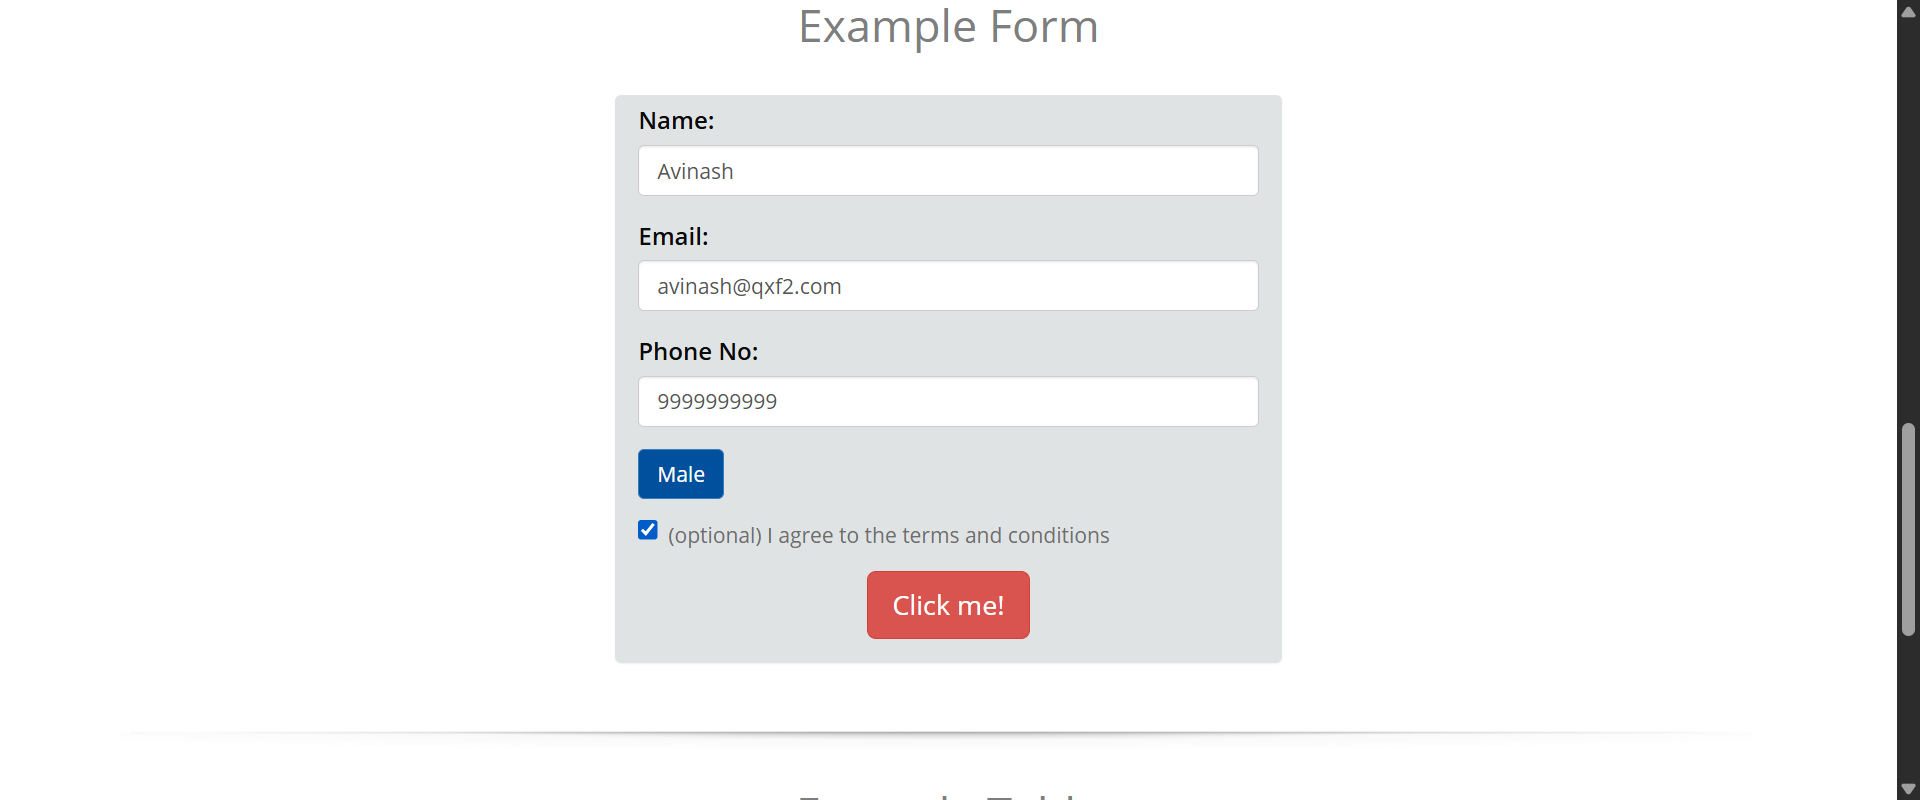 Example Form
Name:
Avinash
Email:
avinash@qxf2.com
Phone No:
9999999999
Male
(optional) I agree to the terms and conditions
Click me!